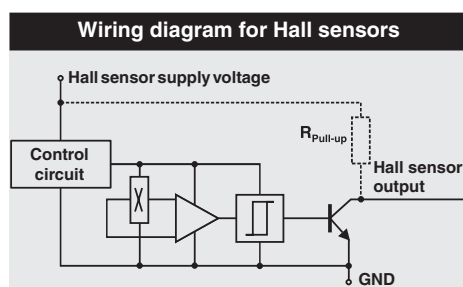 Wiring diagram for Hall sensors
Hall sensor supply voltage
RPull-up
Control
circuit
Hall sensor
output
GND